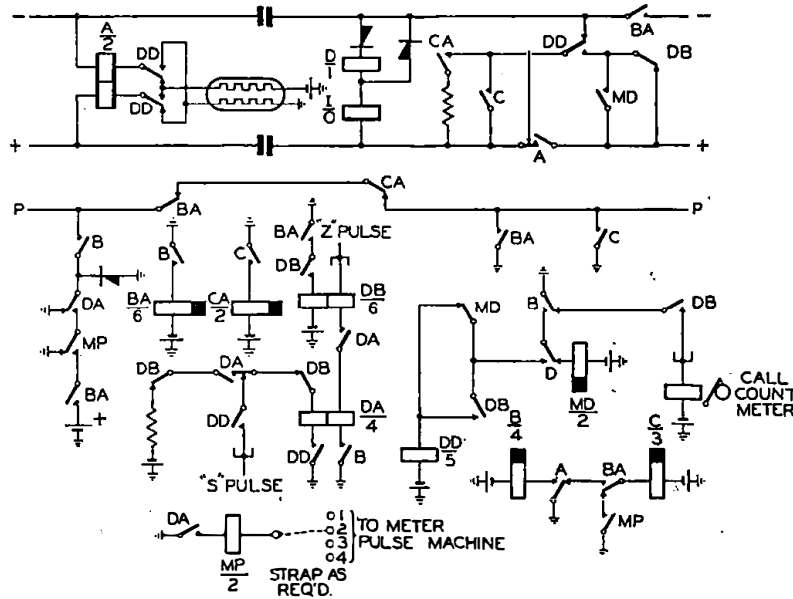 A/2
DD
DD
D/1
I/0
CA
C
DD
BA
DB
MD
A
−
−
+
+
P
P
BA
CA
B
DA
MP
BA
+
B
BA/6
C
CA/2
BA
"Z" PULSE
DB
DB/6
DA
BA
C
DB
DA
DB
DD
"S" PULSE
DA/4
DD
B
MD
DB
DD/5
B
D
MD/2
DB
CALL
COUNT
METER
B/4
C/3
A
BA
MP
DA
MP/2
STRAP AS
REQ'D.
1
2
3
4
TO METER
PULSE MACHINE